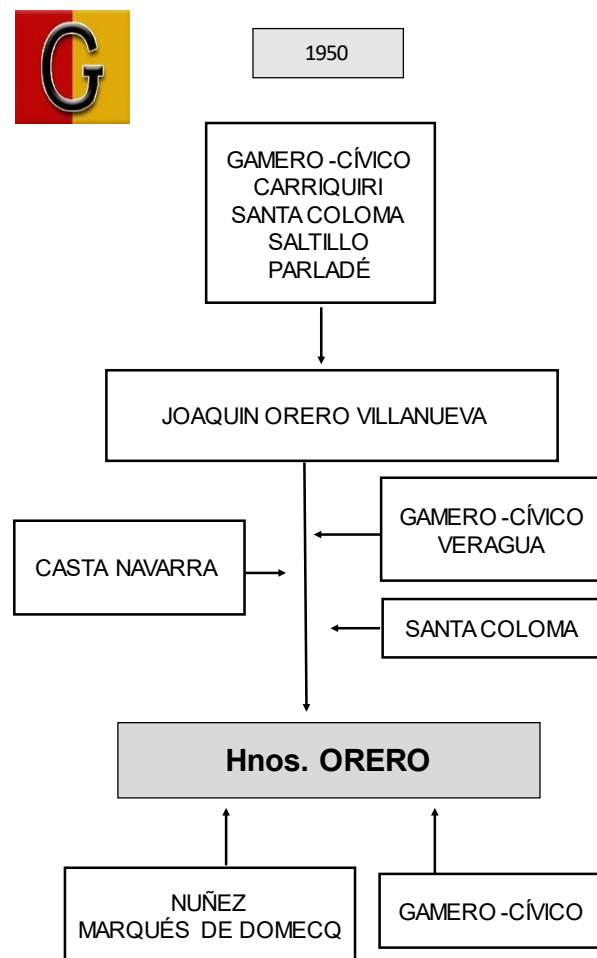 G
1950
GAMERO -CÍVICO
CARRIQUIRI
SANTA COLOMA
SALTILLO
PARLADÉ
JOAQUIN ORERO VILLANUEVA
GAMERO -CÍVICO
VERAGUA
CASTA NAVARRA
SANTA COLOMA
Hnos. ORERO
NUÑEZ
MARQUÉS DE DOMECQ
GAMERO -CÍVICO